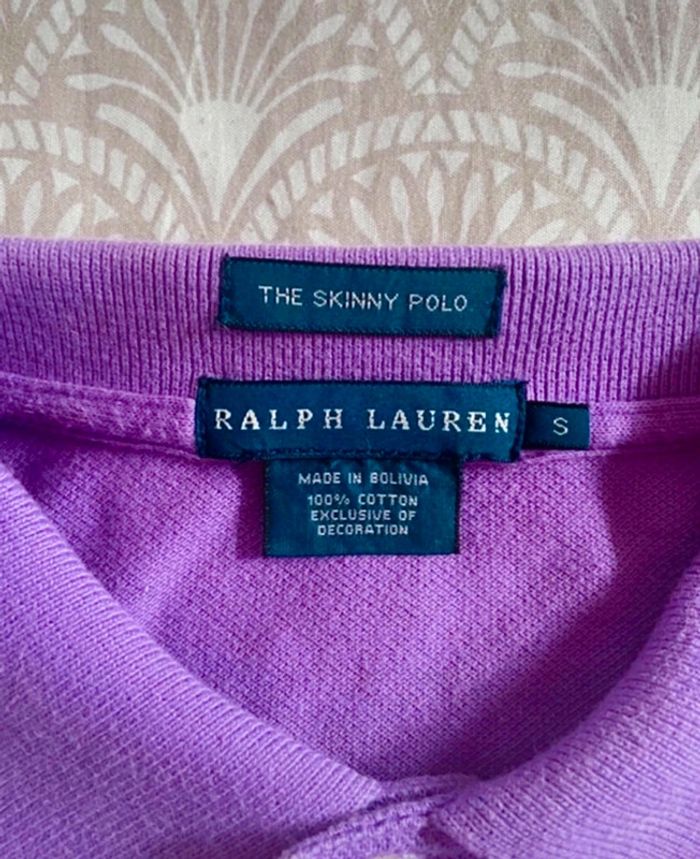 THE SKINNY POLO
RALPH LAUREN
S
MADE IN BOLIVIA
100% COTTON
EXCLUSIVE OF
DECORATION